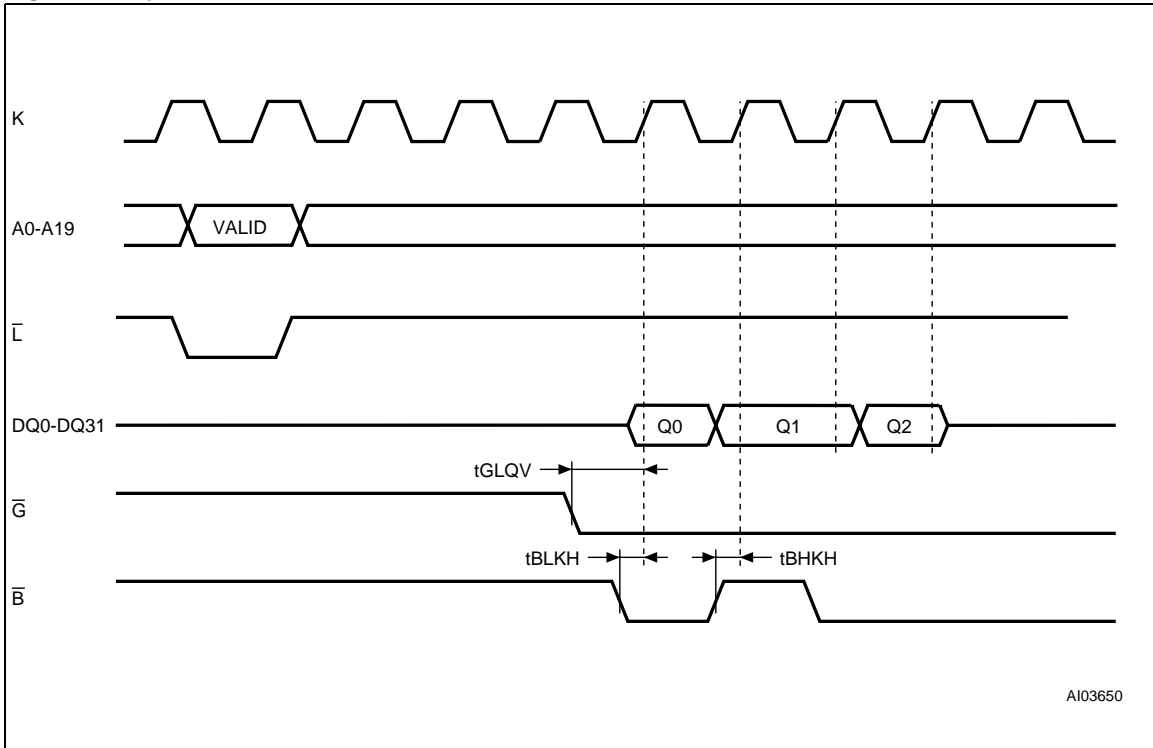 K
A0-A19
VALID
L
DQ0-DQ31
Q0
Q1
Q2
tGLQV
G
tBLKH
tBHKH
B
AI03650